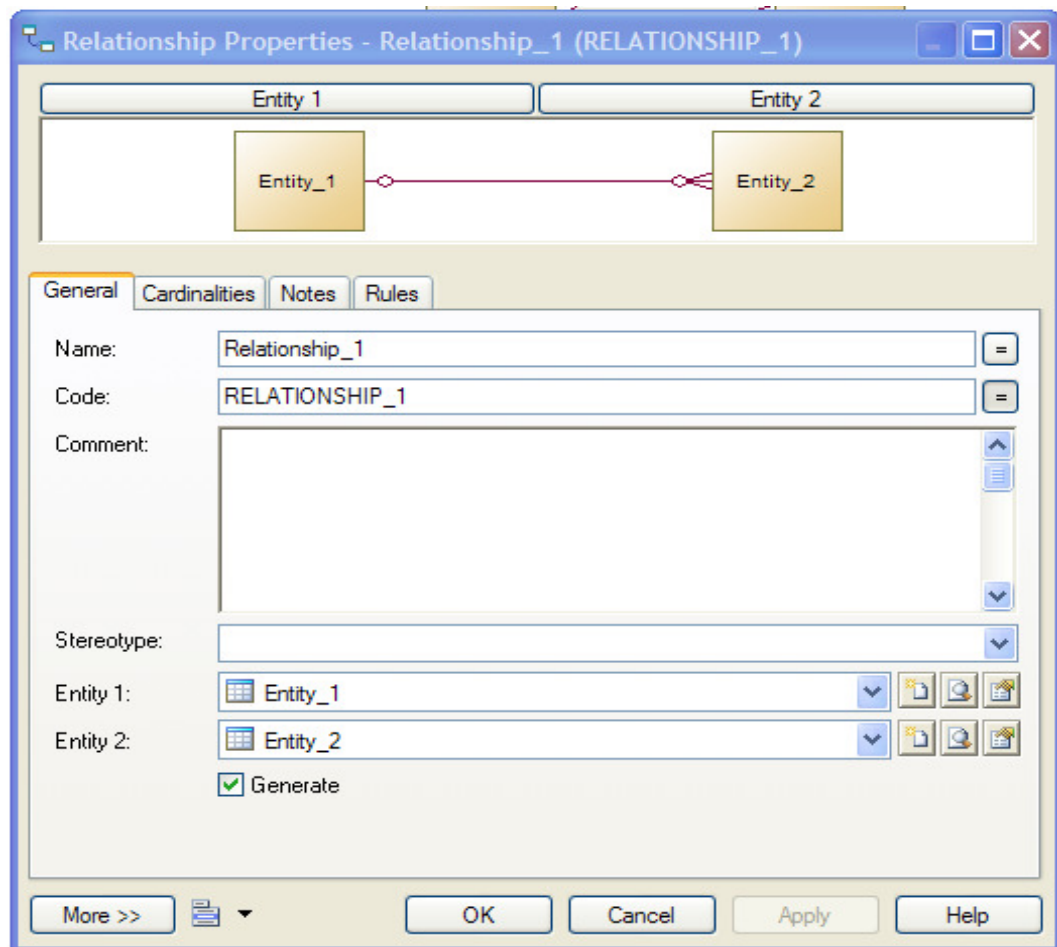 Relationship Properties - Relationship_1 (RELATIONSHIP_1)
Entity 1 Entity 2
Entity_1 Entity_2
General Cardinalities Notes Rules
Name: Relationship_1 =
Code: RELATIONSHIP_1 =
Comment:
Stereotype:
Entity 1: Entity_1
Entity 2: Entity_2
Generate
More >> OK Cancel Apply Help